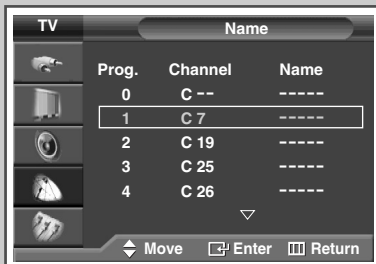 TV Name
Prog. Channel Name
0 C -- -----
1 C 7 -----
2 C 19 -----
3 C 25 -----
4 C 26 -----
Move Enter Return